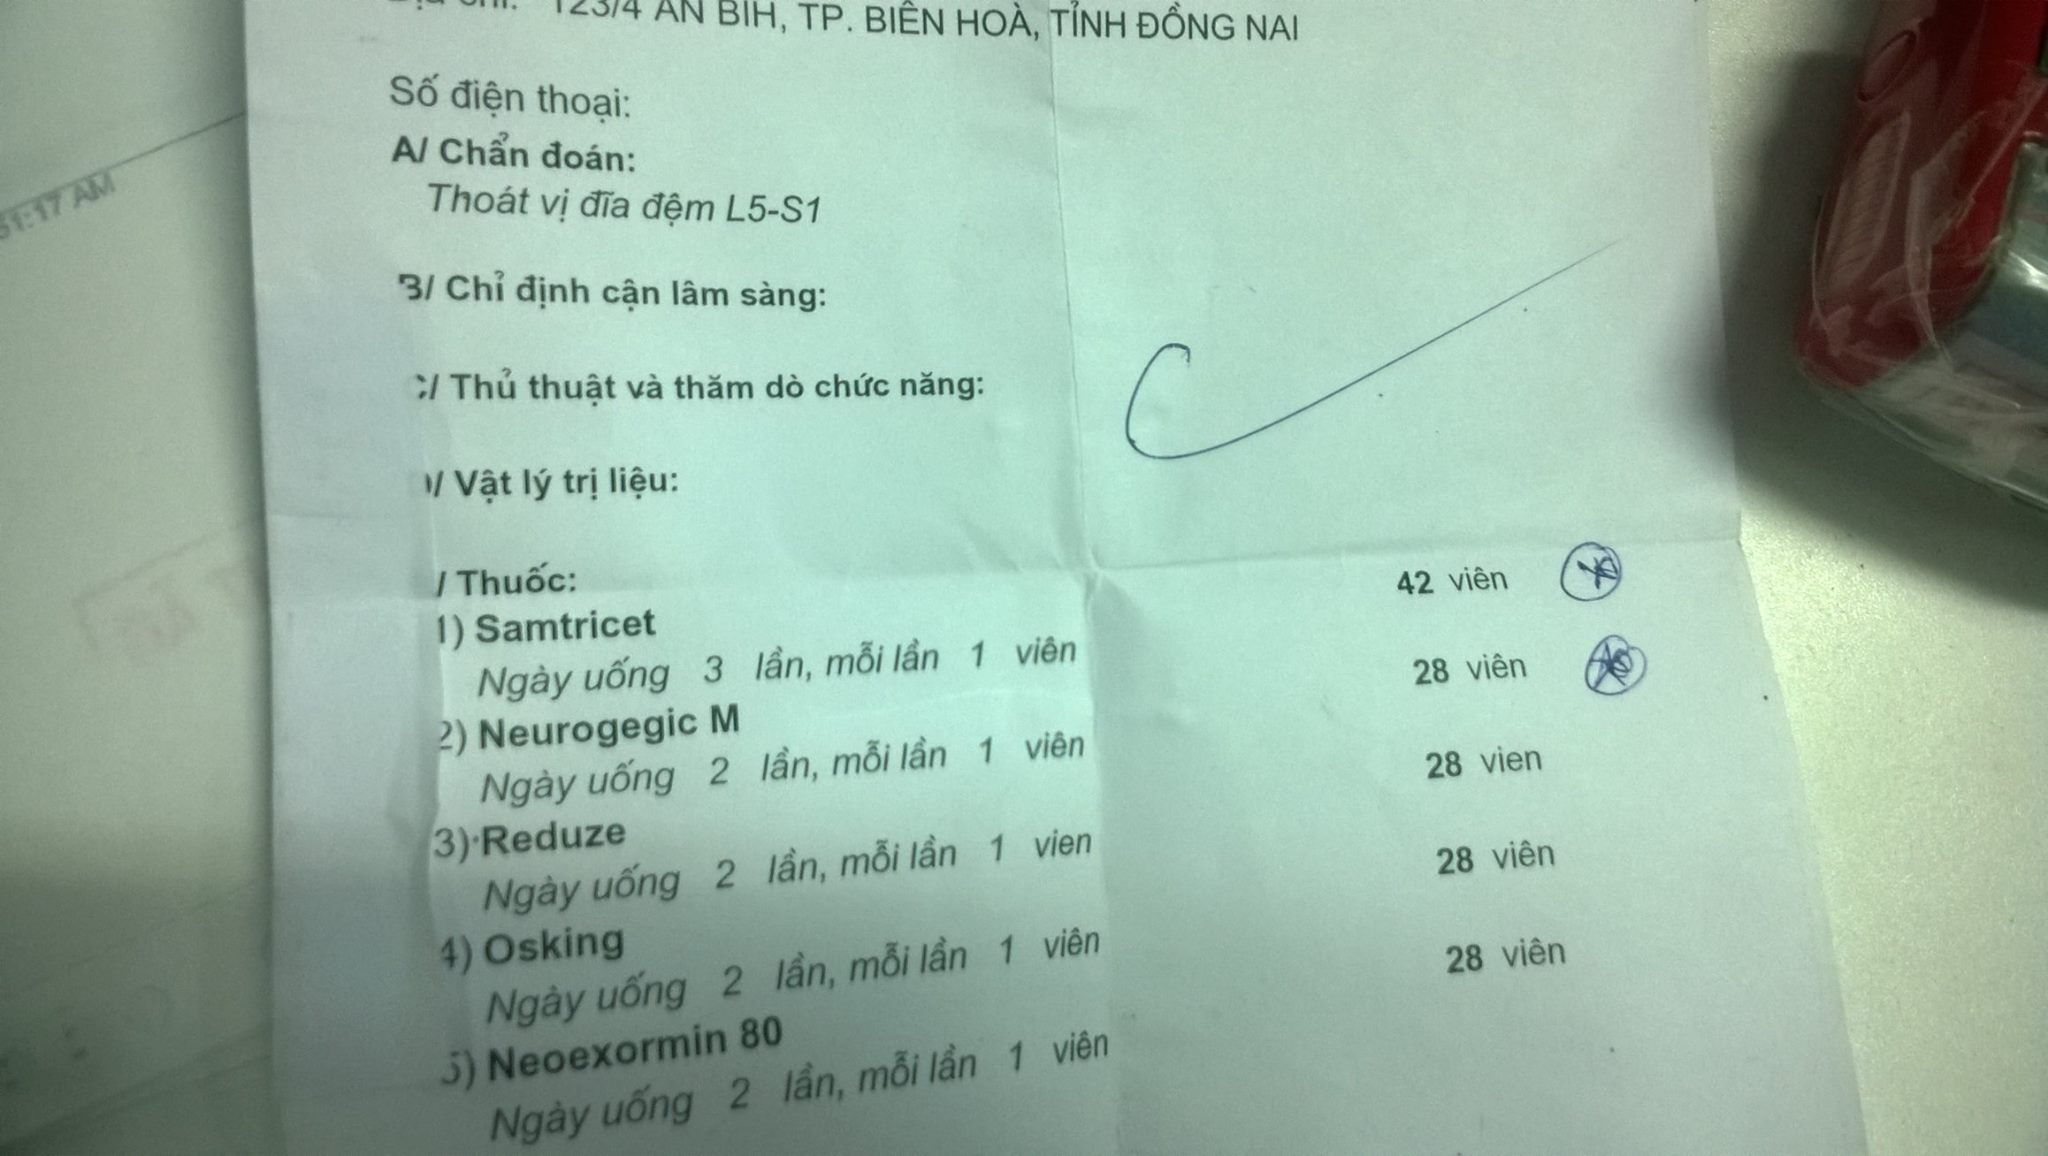 123/4 AN BIH, TP. BIÊN HOÀ, TỈNH ĐỒNG NAI
Số điện thoại:
A/ Chẩn đoán:
Thoát vị đĩa đệm L5-S1
B/ Chỉ định cận lâm sàng:
/ Thủ thuật và thăm dò chức năng:
/ Vật lý trị liệu:
/ Thuốc:
1) Samtricet 42 viên
Ngày uống 3 lần, mỗi lần 1 viên
2) Neurogegic M 28 viên
Ngày uống 2 lần, mỗi lần 1 viên
3) Reduze 28 vien
Ngày uống 2 lần, mỗi lần 1 vien
4) Osking 28 viên
Ngày uống 2 lần, mỗi lần 1 viên
5) Neoexormin 80 28 viên
Ngày uống 2 lần, mỗi lần 1 viên
:17 AM